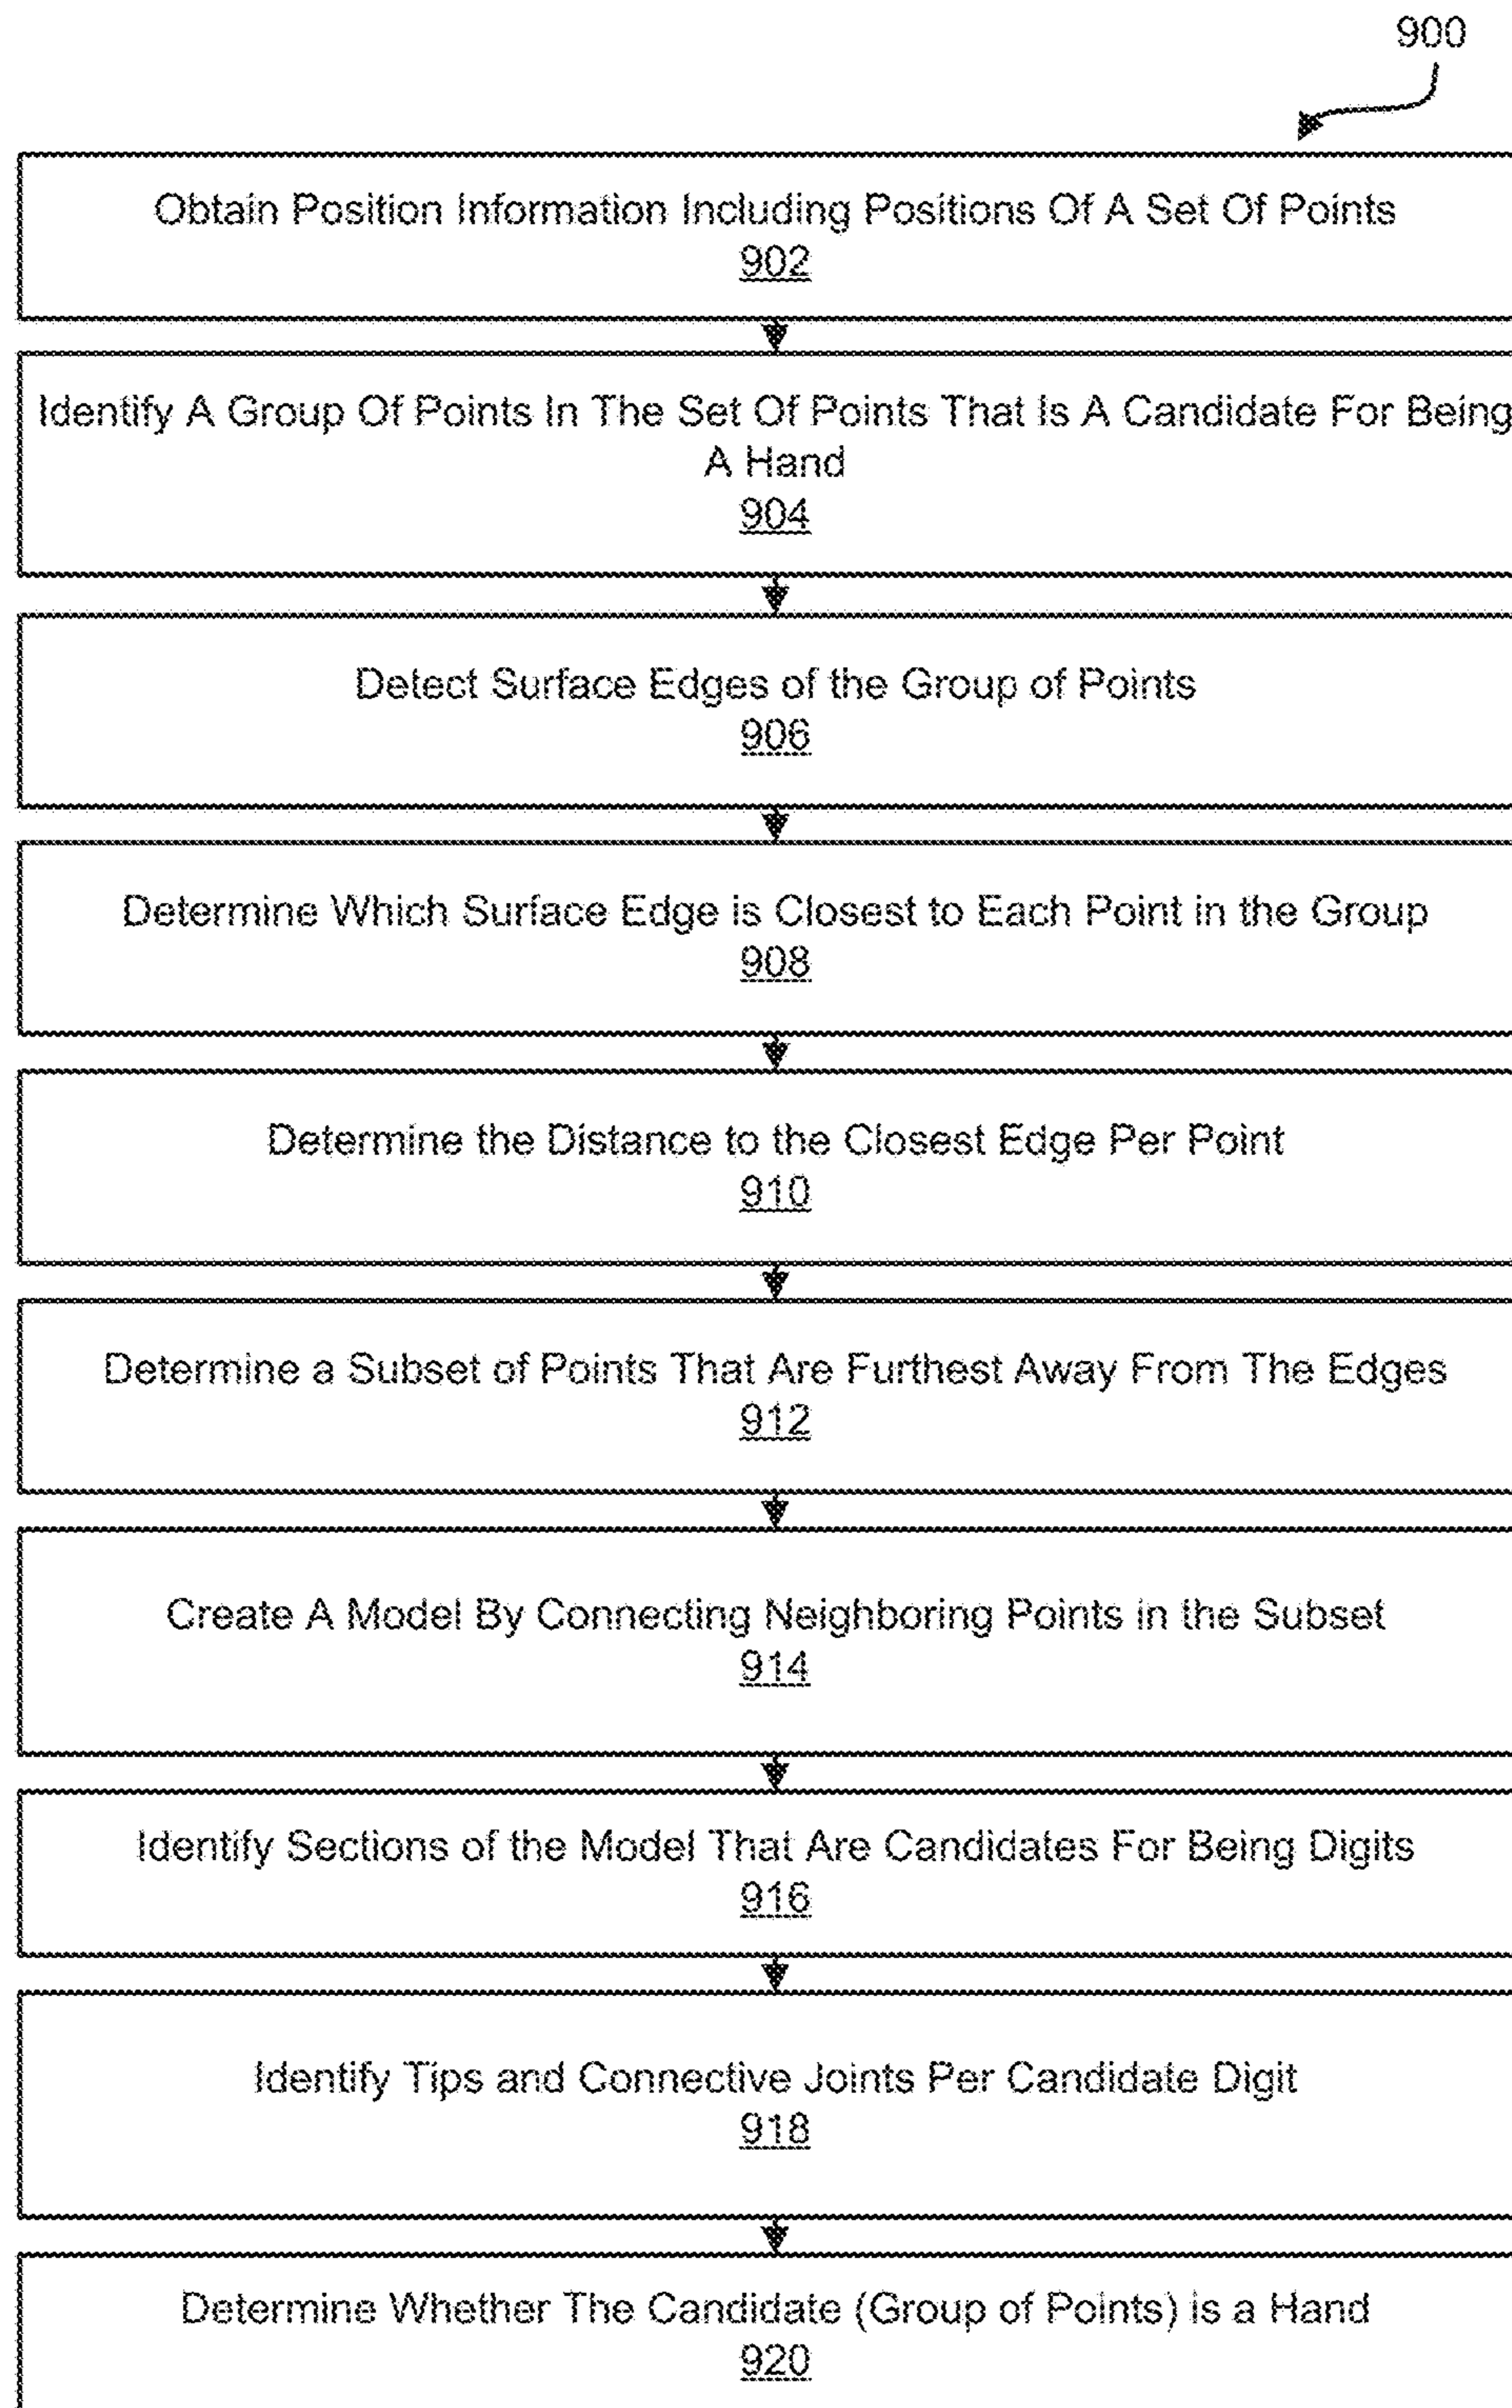 900
Obtain Position Information Including Positions Of A Set Of Points
902
Identify A Group Of Points In The Set Of Points That Is A Candidate For Being
A Hand
904
Detect Surface Edges of the Group of Points
906
Determine Which Surface Edge is Closest to Each Point in the Group
908
Determine the Distance to the Closest Edge Per Point
910
Determine a Subset of Points That Are Furthest Away From The Edges
912
Create A Model By Connecting Neighboring Points in the Subset
914
Identify Sections of the Model That Are Candidates For Being Digits
916
Identify Tips and Connective Joints Per Candidate Digit
918
Determine Whether The Candidate (Group of Points) is a Hand
920